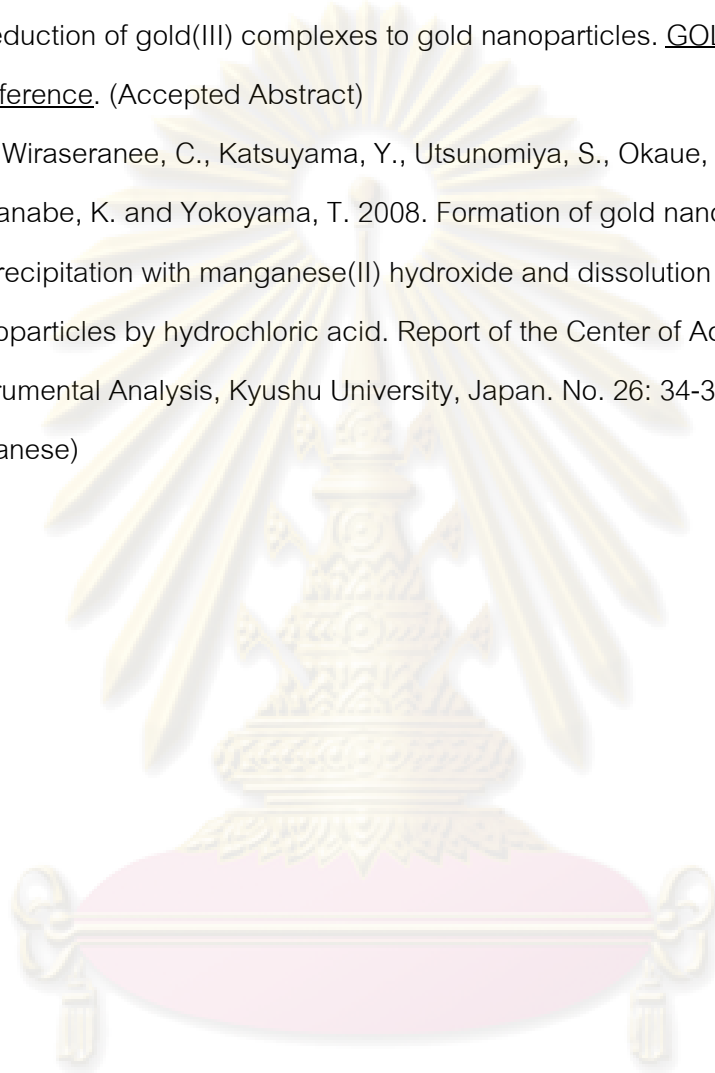 eduction of gold(III) complexes to gold nanoparticles. GOL
ference. (Accepted Abstract)
Wiraseranee, C., Katsuyama, Y., Utsunomiya, S., Okaue,
anabe, K. and Yokoyama, T. 2008. Formation of gold nano
recipitation with manganese(II) hydroxide and dissolution
oparticles by hydrochloric acid. Report of the Center of Ad
rumental Analysis, Kyushu University, Japan. No. 26: 34-3
anese)